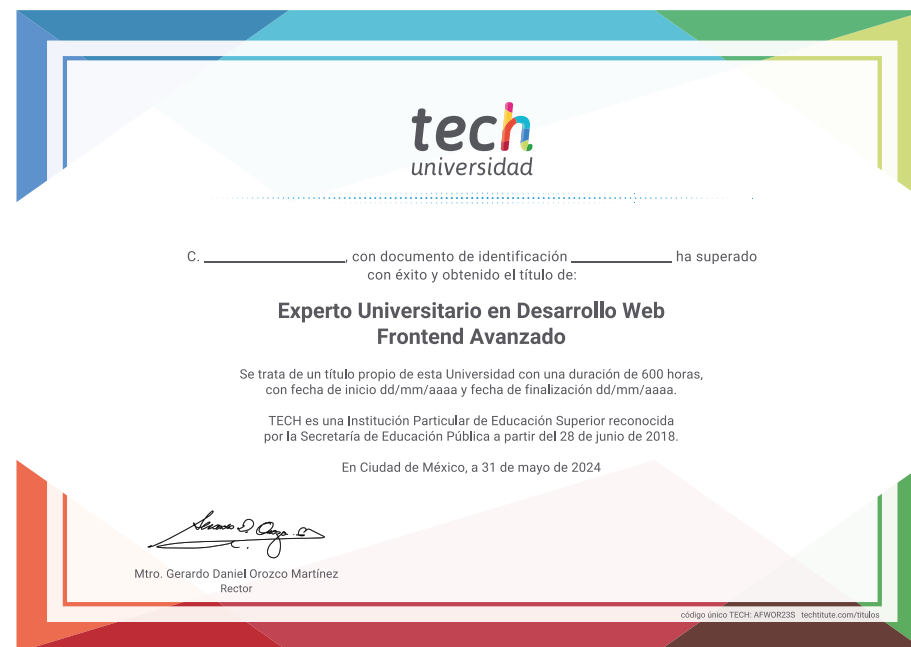 tech
universidad
C. ____________, con documento de identificación ____________ ha superado
con éxito y obtenido el título de:
Experto Universitario en Desarrollo Web
Frontend Avanzado
Se trata de un título propio de esta Universidad con una duración de 600 horas,
con fecha de inicio dd/mm/aaaa y fecha de finalización dd/mm/aaaa.
TECH es una Institución Particular de Educación Superior reconocida
por la Secretaría de Educación Pública a partir del 28 de junio de 2018.
En Ciudad de México, a 31 de mayo de 2024
Mtro. Gerardo Daniel Orozco Martínez
Rector
código único TECH: AFWOR23S techtitute.com/titulos